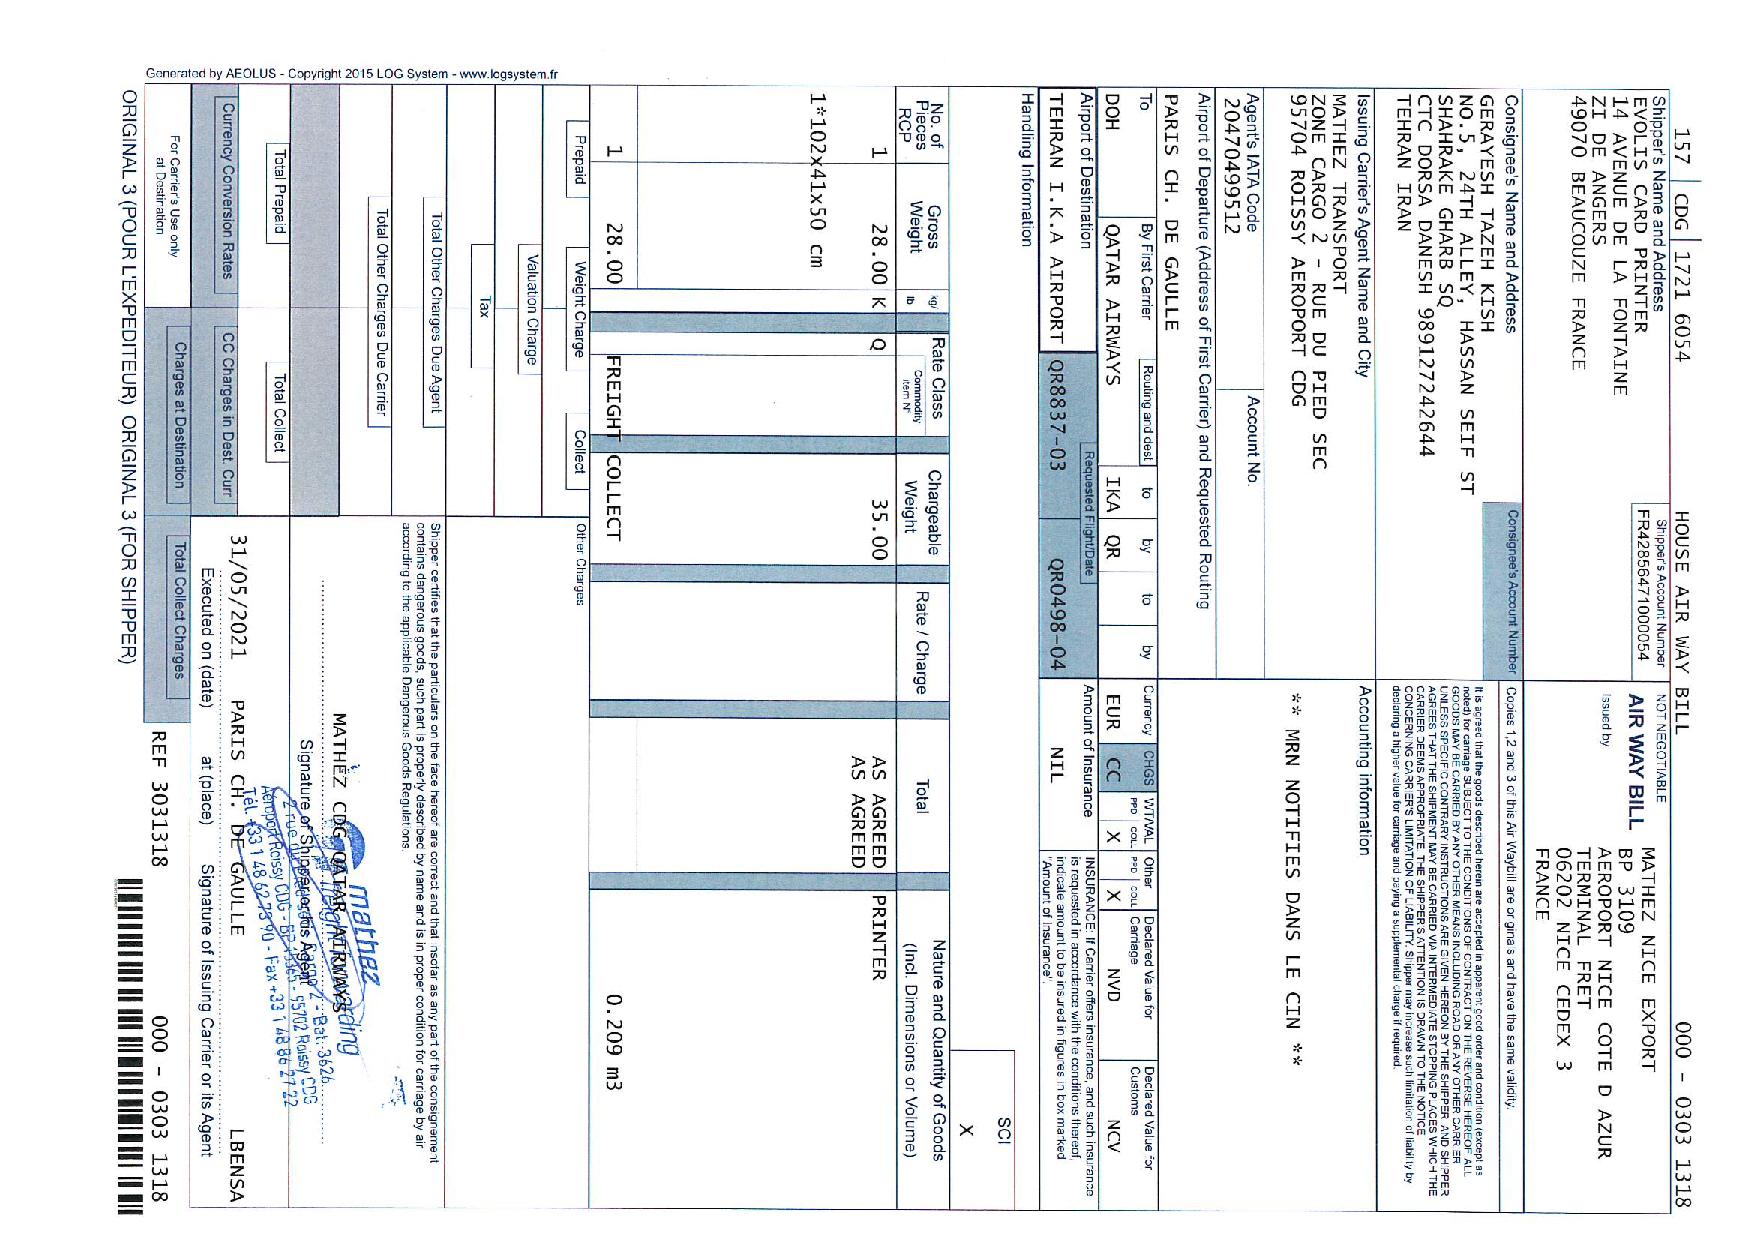 157 CDG 1721 6054 HOUSE AIR WAY BILL 000 - 0303 1318
Shipper's Name and Address
EVOLIS CARD PRINTER
14 AVENUE DE LA FONTAINE
ZI DE ANGERS
49070 BEAUCOUZE FRANCE
Shipper's Account Number
FR42856471000054
NOT NEGOTIABLE
AIR WAY BILL
Issued by
MATHEZ NICE EXPORT
BP 3109
AEROPORT NICE COTE D AZUR
TERMINAL FRET
06202 NICE CEDEX 3
FRANCE
Consignee's Name and Address
Consignee's Account Number
GERAYESH TAZEH KISH
NO.5, 24TH ALLEY, HASSAN SEIF ST
SHAHRAKE GHARB SQ
CTC DORSA DANESH 989127242644
TEHRAN IRAN
Copies 1,2 and 3 of this Air Waybill are originals and have the same validity.
It is agreed that the goods described herein are accepted in apparent good order and condition (except as
noted) for carriage SUBJECT TO THE CONDITIONS OF CONTRACT ON THE REVERSE HEREOF. ALL
GOODS MAY BE CARRIED BY ANY OTHER MEANS INCLUDING ROAD OR ANY OTHER CARRIER
UNLESS SPECIFIC CONTRARY INSTRUCTIONS ARE GIVEN HEREON BY THE SHIPPER AND SHIPPER
AGREES THAT THE SHIPMENT MAY BE CARRIED VIA INTERMEDIATE STOPPING PLACES WHICH THE
CARRIER DEEMS APPROPRIATE. THE SHIPPER'S ATTENTION IS DRAWN TO THE NOTICE
CONCERNING CARRIER'S LIMITATION OF LIABILITY. Shipper may increase such limitation of liability by
declaring a higher value for carriage and paying a supplemental charge if required.
Issuing Carrier's Agent Name and City
MATHEZ TRANSPORT
ZONE CARGO 2 - RUE DU PIED SEC
95704 ROISSY AEROPORT CDG
Accounting information
** MRN NOTIFIES DANS LE CIN **
Agent's IATA Code
20470499512
Account No.
Airport of Departure (Address of First Carrier) and Requested Routing
PARIS CH. DE GAULLE
To By First Carrier Routing and dest to by to by Currency CHGS WT/VAL Other Declared Value for Carriage Declared Value for Customs
PPD COLL PPD COLL
DOH QATAR AIRWAYS IKA QR EUR CC X X NVD NCV
Airport of Destination Requested Flight/Date Amount of Insurance
TEHRAN I.K.A AIRPORT QR8837-03 QR0498-04 NIL
INSURANCE: If Carrier offers insurance, and such insurance
is requested in accordance with the conditions thereof,
indicate amount to be insured in figures in box marked
"Amount of Insurance".
Handling Information
SCI
X
No. of Pieces RCP Gross Weight kg/ lb Rate Class Commodity item N° Chargeable Weight Rate / Charge Total Nature and Quantity of Goods (Incl. Dimensions or Volume)
1 28.00 K Q 35.00 AS AGREED PRINTER
AS AGREED
1*102x41x50 cm
1 28.00 FREIGHT COLLECT 0.209 m3
Prepaid Weight Charge Collect Other Charges
Valuation Charge
Tax
Total Other Charges Due Agent
Total Other Charges Due Carrier
Shipper certifies that the particulars on the face hereof are correct and that insofar as any part of the consignement
contains dangerous goods, such part is properly described by name and is in proper condition for carriage by air
according to the applicable Dangerous Goods Regulations.
MATHEZ CDG QATAR AIRWAYS
Signature of Shipper or his Agent
mathez
freight forwarding
2 - Bat. 3626
Aéroport Roissy CDG - BP 15365 - 95702 Roissy CDG
Tél. +33 1 48 62 73 90 - Fax +33 1 48 86 27 22
Total Prepaid Total Collect
31/05/2021 PARIS CH. DE GAULLE LBENSA
Currency Conversion Rates CC Charges in Dest. Curr
Executed on (date) at (place) Signature of Issuing Carrier or its Agent
For Carrier's Use only
at Destination
Charges at Destination Total Collect Charges
REF 3031318 000 - 0303 1318
ORIGINAL 3 (POUR L'EXPEDITEUR) ORIGINAL 3 (FOR SHIPPER)
Generated by AEOLUS - Copyright 2015 LOG System - www.logsystem.fr